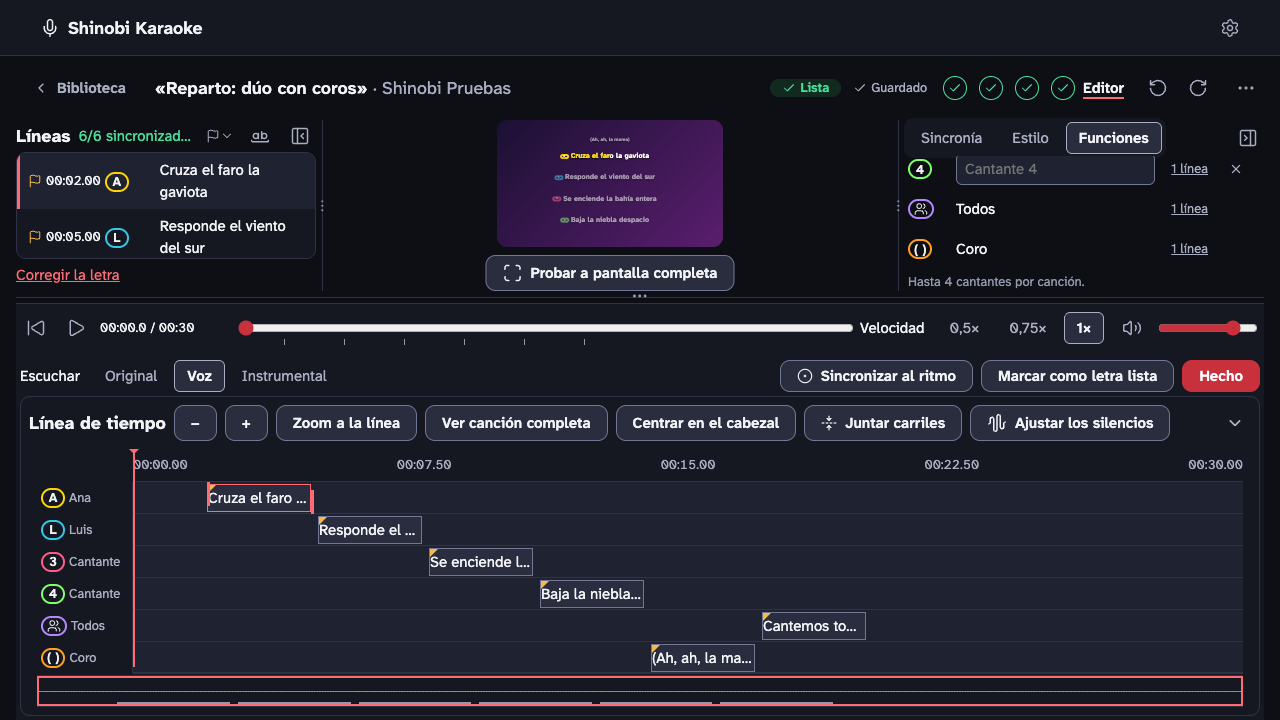 Shinobi Karaoke
Biblioteca
«Reparto: dúo con coros» · Shinobi Pruebas
Lista
Guardado
Editor
Líneas
6/6 sincronizad...
ab
00:02.00 A Cruza el faro la gaviota
00:05.00 L Responde el viento del sur
Corregir la letra
(Ah, ah, la marea)
Cruza el faro la gaviota
Responde el viento del sur
Se enciende la bahía entera
Baja la niebla despacio
Probar a pantalla completa
Sincronía
Estilo
Funciones
4 Cantante 4 1 línea
Todos 1 línea
( ) Coro 1 línea
Hasta 4 cantantes por canción.
00:00.0 / 00:30
Velocidad
0,5×
0,75×
1×
Escuchar
Original
Voz
Instrumental
Sincronizar al ritmo
Marcar como letra lista
Hecho
Línea de tiempo
−
+
Zoom a la línea
Ver canción completa
Centrar en el cabezal
Juntar carriles
Ajustar los silencios
00:00.00
00:07.50
00:15.00
00:22.50
00:30.00
A Ana
Cruza el faro ...
L Luis
Responde el ...
3 Cantante
Se enciende l...
4 Cantante
Baja la niebla...
Todos
Cantemos to...
( ) Coro
(Ah, ah, la ma...